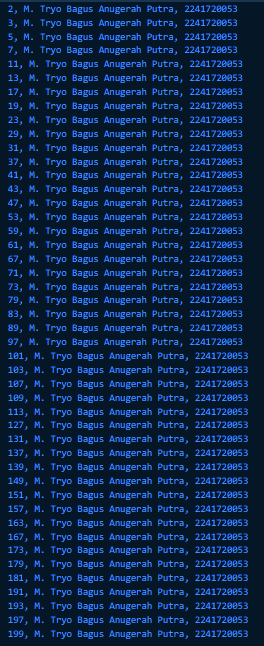 2, M. Tryo Bagus Anugerah Putra, 2241720053
3, M. Tryo Bagus Anugerah Putra, 2241720053
5, M. Tryo Bagus Anugerah Putra, 2241720053
7, M. Tryo Bagus Anugerah Putra, 2241720053
11, M. Tryo Bagus Anugerah Putra, 2241720053
13, M. Tryo Bagus Anugerah Putra, 2241720053
17, M. Tryo Bagus Anugerah Putra, 2241720053
19, M. Tryo Bagus Anugerah Putra, 2241720053
23, M. Tryo Bagus Anugerah Putra, 2241720053
29, M. Tryo Bagus Anugerah Putra, 2241720053
31, M. Tryo Bagus Anugerah Putra, 2241720053
37, M. Tryo Bagus Anugerah Putra, 2241720053
41, M. Tryo Bagus Anugerah Putra, 2241720053
43, M. Tryo Bagus Anugerah Putra, 2241720053
47, M. Tryo Bagus Anugerah Putra, 2241720053
53, M. Tryo Bagus Anugerah Putra, 2241720053
59, M. Tryo Bagus Anugerah Putra, 2241720053
61, M. Tryo Bagus Anugerah Putra, 2241720053
67, M. Tryo Bagus Anugerah Putra, 2241720053
71, M. Tryo Bagus Anugerah Putra, 2241720053
73, M. Tryo Bagus Anugerah Putra, 2241720053
79, M. Tryo Bagus Anugerah Putra, 2241720053
83, M. Tryo Bagus Anugerah Putra, 2241720053
89, M. Tryo Bagus Anugerah Putra, 2241720053
97, M. Tryo Bagus Anugerah Putra, 2241720053
101, M. Tryo Bagus Anugerah Putra, 2241720053
103, M. Tryo Bagus Anugerah Putra, 2241720053
107, M. Tryo Bagus Anugerah Putra, 2241720053
109, M. Tryo Bagus Anugerah Putra, 2241720053
113, M. Tryo Bagus Anugerah Putra, 2241720053
127, M. Tryo Bagus Anugerah Putra, 2241720053
131, M. Tryo Bagus Anugerah Putra, 2241720053
137, M. Tryo Bagus Anugerah Putra, 2241720053
139, M. Tryo Bagus Anugerah Putra, 2241720053
149, M. Tryo Bagus Anugerah Putra, 2241720053
151, M. Tryo Bagus Anugerah Putra, 2241720053
157, M. Tryo Bagus Anugerah Putra, 2241720053
163, M. Tryo Bagus Anugerah Putra, 2241720053
167, M. Tryo Bagus Anugerah Putra, 2241720053
173, M. Tryo Bagus Anugerah Putra, 2241720053
179, M. Tryo Bagus Anugerah Putra, 2241720053
181, M. Tryo Bagus Anugerah Putra, 2241720053
191, M. Tryo Bagus Anugerah Putra, 2241720053
193, M. Tryo Bagus Anugerah Putra, 2241720053
197, M. Tryo Bagus Anugerah Putra, 2241720053
199, M. Tryo Bagus Anugerah Putra, 2241720053